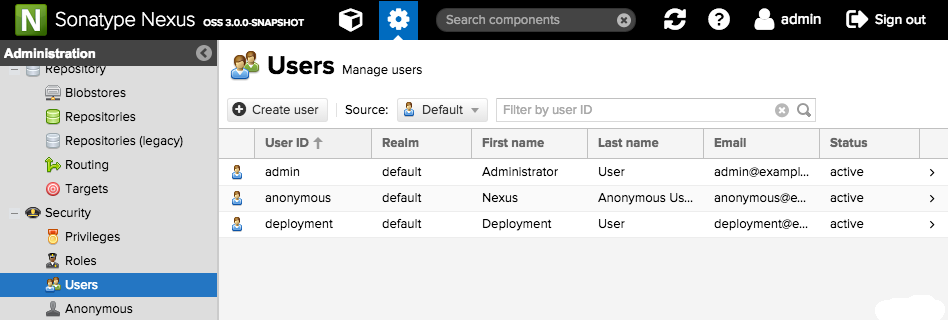 Sonatype Nexus OSS 3.0.0-SNAPSHOT
Search components
admin
Sign out
Administration
Repository
Blobstores
Repositories
Repositories (legacy)
Routing
Targets
Security
Privileges
Roles
Users
Anonymous
Users Manage users
Create user
Source:
Default
Filter by user ID
User ID Realm First name Last name Email Status
admin default Administrator User admin@exampl... active
anonymous default Nexus Anonymous Us... anonymous@e... active
deployment default Deployment User deployment@e... active